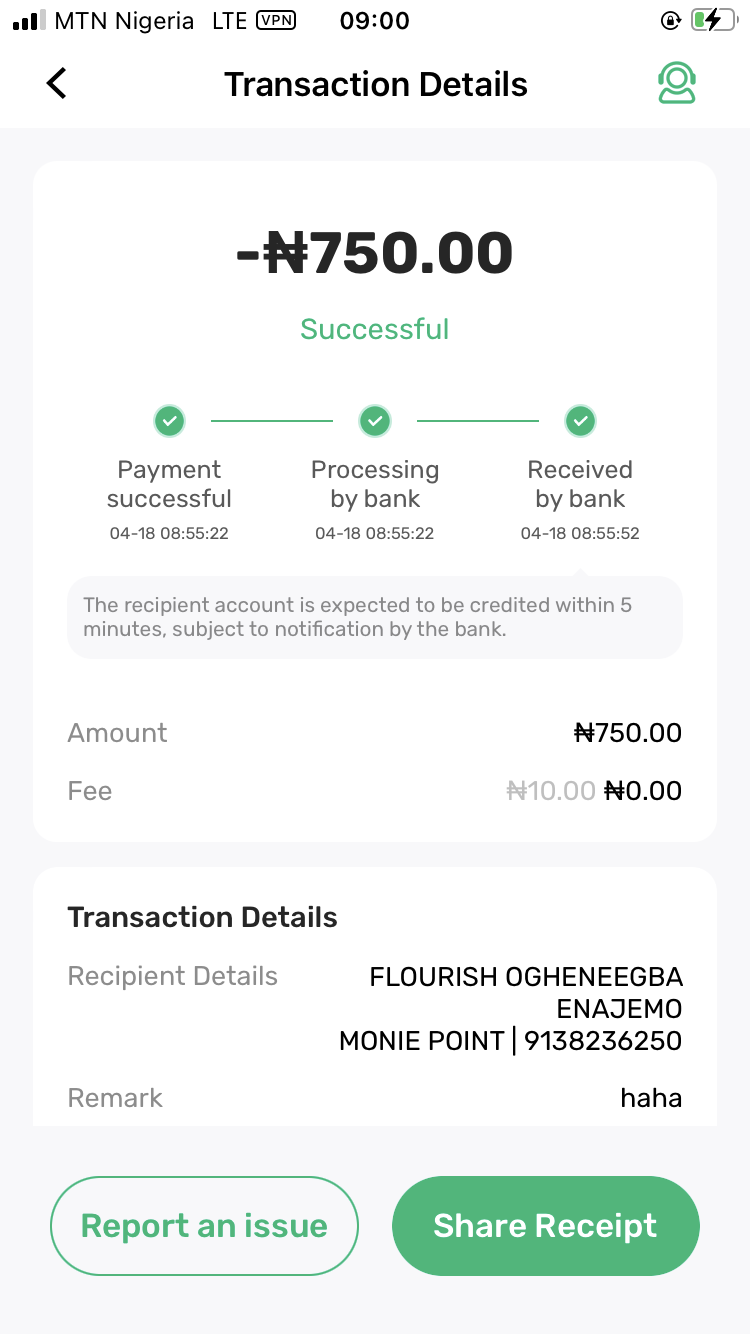 MTN Nigeria LTE VPN 09:00
Transaction Details
-₦750.00
Successful
Payment successful
04-18 08:55:22
Processing by bank
04-18 08:55:22
Received by bank
04-18 08:55:52
The recipient account is expected to be credited within 5
minutes, subject to notification by the bank.
Amount ₦750.00
Fee ₦10.00 ₦0.00
Transaction Details
Recipient Details FLOURISH OGHENEEGBA
ENAJEMO
MONIE POINT | 9138236250
Remark haha
Report an issue Share Receipt